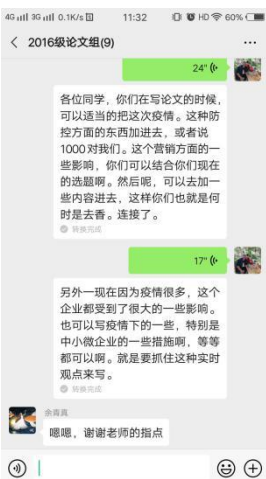 4G 3G 0.1K/s 11:32 HD 60%
2016级论文组(9)
24"
各位同学，你们在写论文的时候，
可以适当的把这次疫情。这种防
控方面的东西加进去，或者说
1000对我们。这个营销方面的一
些影响，你们可以结合你们现在
的选题啊。然后呢，可以去加一
些内容进去，这样你们也就是何
时是去香。连接了。
转换完成
17"
另外一现在因为疫情很多，这个
企业都受到了很大的一些影响。
也可以写疫情下的一些，特别是
中小微企业的一些措施啊，等等
都可以啊。就是要抓住这种实时
观点来写。
转换完成
嗯嗯，谢谢老师的指点